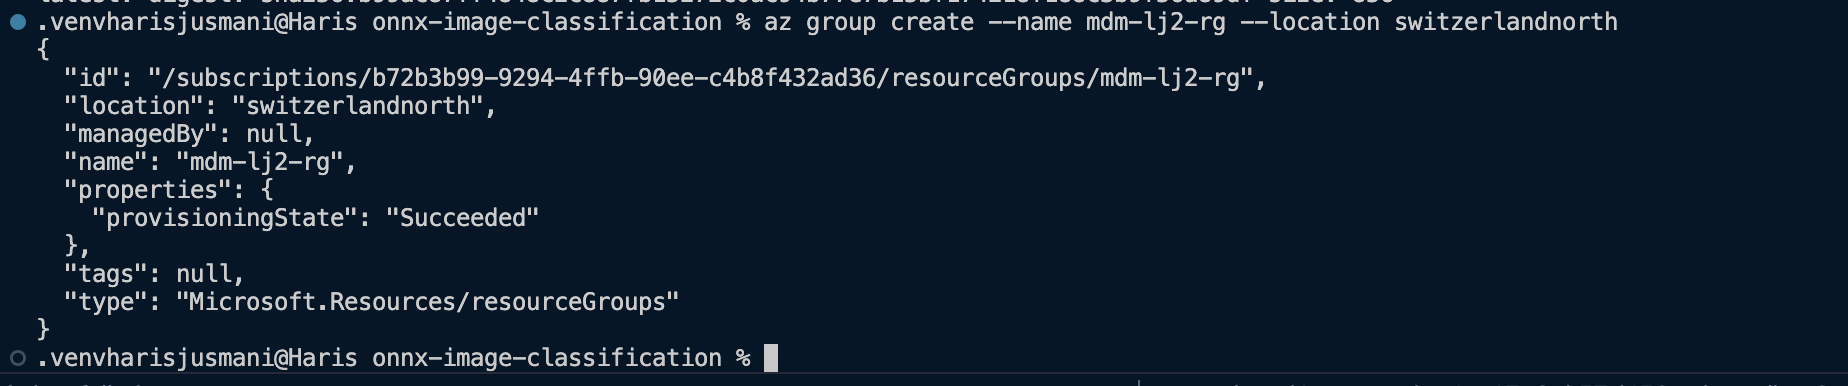 .venvharisjusmani@Haris onnx-image-classification % az group create --name mdm-lj2-rg --location switzerlandnorth
{
  "id": "/subscriptions/b72b3b99-9294-4ffb-90ee-c4b8f432ad36/resourceGroups/mdm-lj2-rg",
  "location": "switzerlandnorth",
  "managedBy": null,
  "name": "mdm-lj2-rg",
  "properties": {
    "provisioningState": "Succeeded"
  },
  "tags": null,
  "type": "Microsoft.Resources/resourceGroups"
}
.venvharisjusmani@Haris onnx-image-classification %